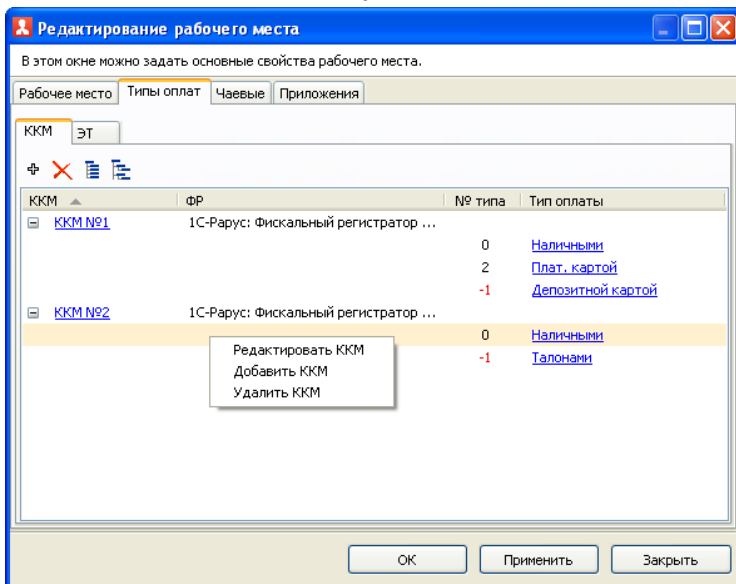 Редактирование рабочего места
В этом окне можно задать основные свойства рабочего места.
Рабочее место Типы оплат Чаевые Приложения
ККМ ЭТ
ККМ ФР № типа Тип оплаты
ККМ №1 1С-Рарус: Фискальный регистратор ...
0 Наличными
2 Плат. картой
-1 Депозитной картой
ККМ №2 1С-Рарус: Фискальный регистратор ...
0 Наличными
Редактировать ККМ
-1 Талонами
Добавить ККМ
Удалить ККМ
ОК Применить Закрыть